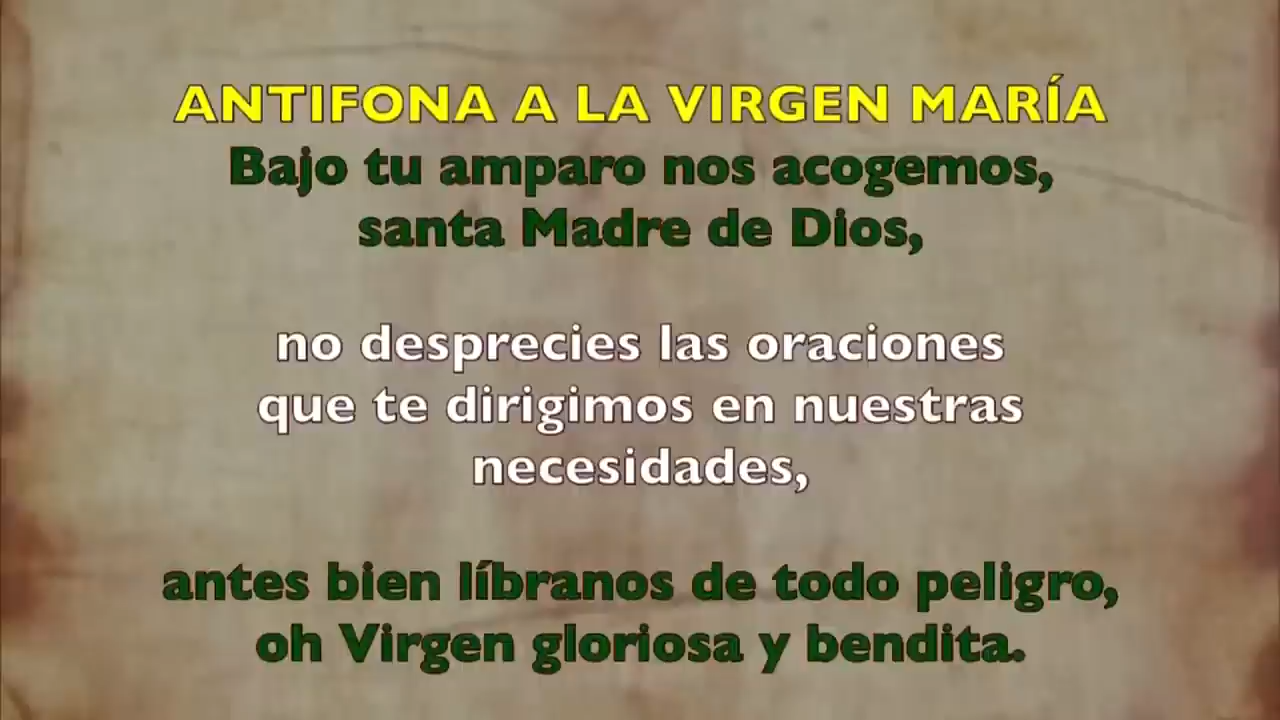 ANTIFONA A LA VIRGEN MARÍA
Bajo tu amparo nos acogemos,
santa Madre de Dios,
no desprecies las oraciones
que te dirigimos en nuestras
necesidades,
antes bien líbranos de todo peligro,
oh Virgen gloriosa y bendita.